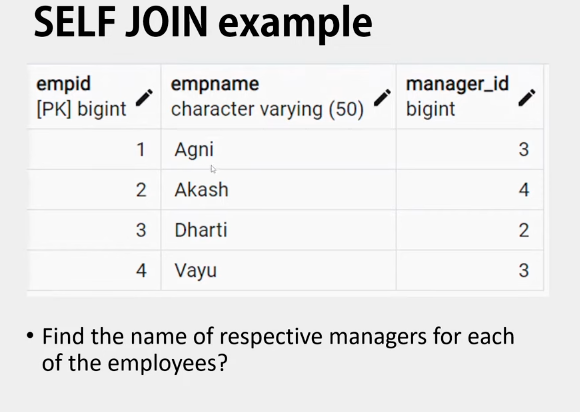 SELF JOIN example
empid empname manager_id
[PK] bigint character varying (50) bigint
1 Agni 3
2 Akash 4
3 Dharti 2
4 Vayu 3
• Find the name of respective managers for each
of the employees?